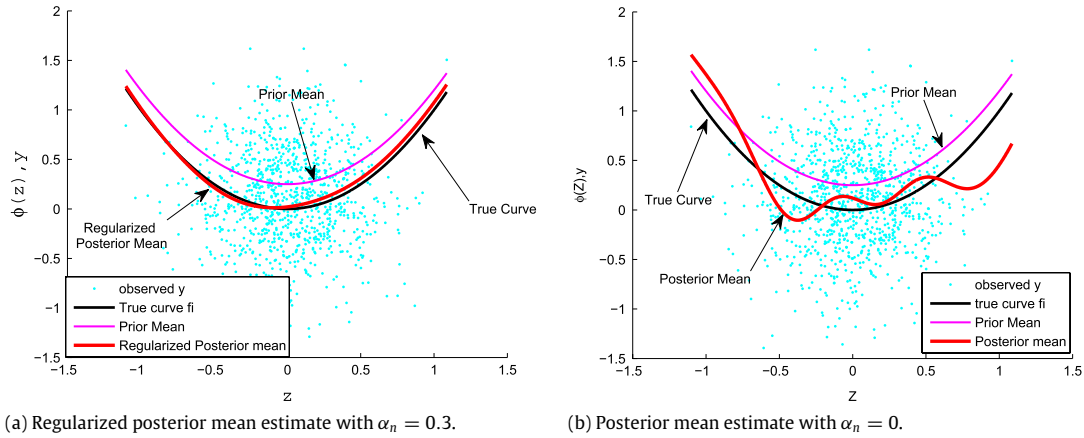 2
1.5
1
0.5
0
−0.5
−1
−1.5
ϕ(z),y
Prior Mean
True Curve
Regularized
Posterior Mean
observed y
True curve fi
Prior Mean
Regularized Posterior mean
−1.5
−1
−0.5
0
0.5
1
1.5
z
(a) Regularized posterior mean estimate with αn = 0.3.
2
1.5
1
0.5
0
−0.5
−1
−1.5
ϕ(Z),y
Prior Mean
True Curve
Posterior Mean
observed y
true curve fi
Prior Mean
Posterior mean
−1.5
−1
−0.5
0
0.5
1
1.5
z
(b) Posterior mean estimate with αn = 0.